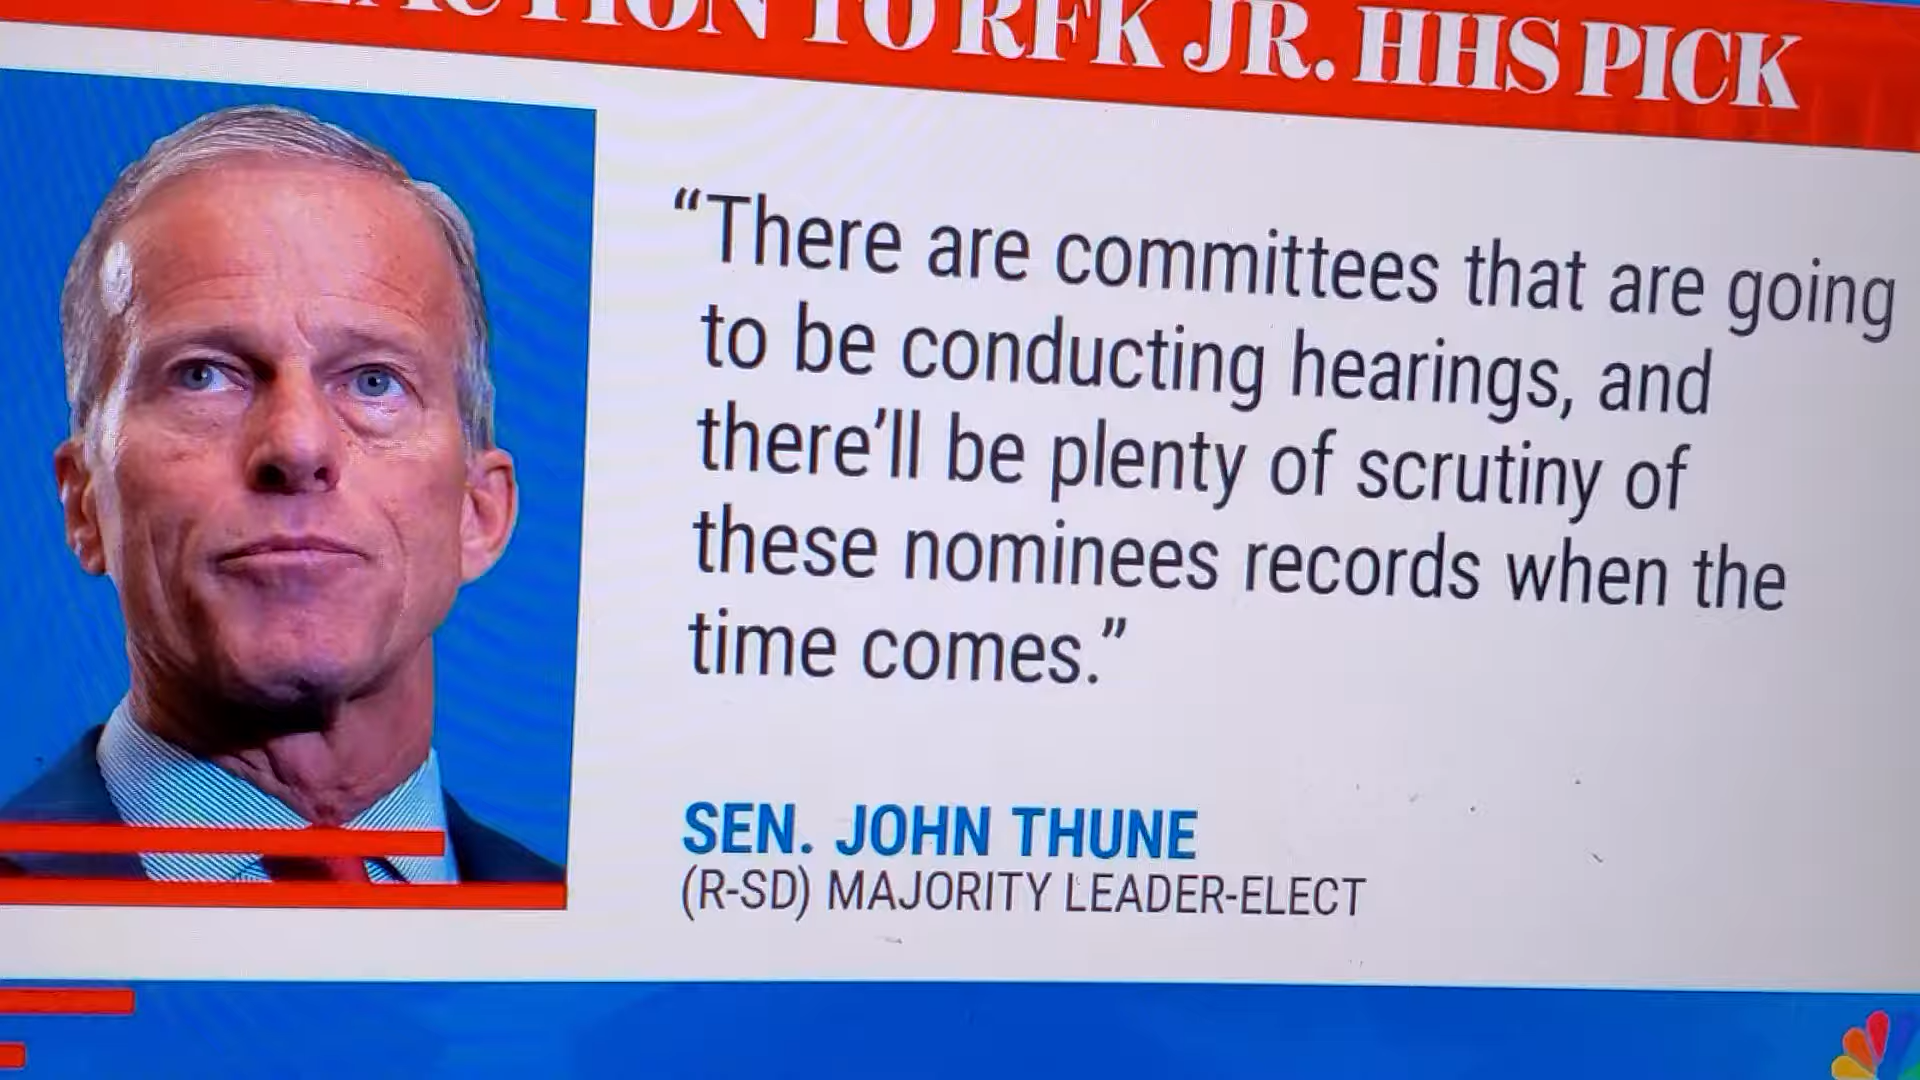 TO RFK JR. HHS PICK
“There are committees that are going
to be conducting hearings, and
there’ll be plenty of scrutiny of
these nominees records when the
time comes.”
SEN. JOHN THUNE
(R-SD) MAJORITY LEADER-ELECT